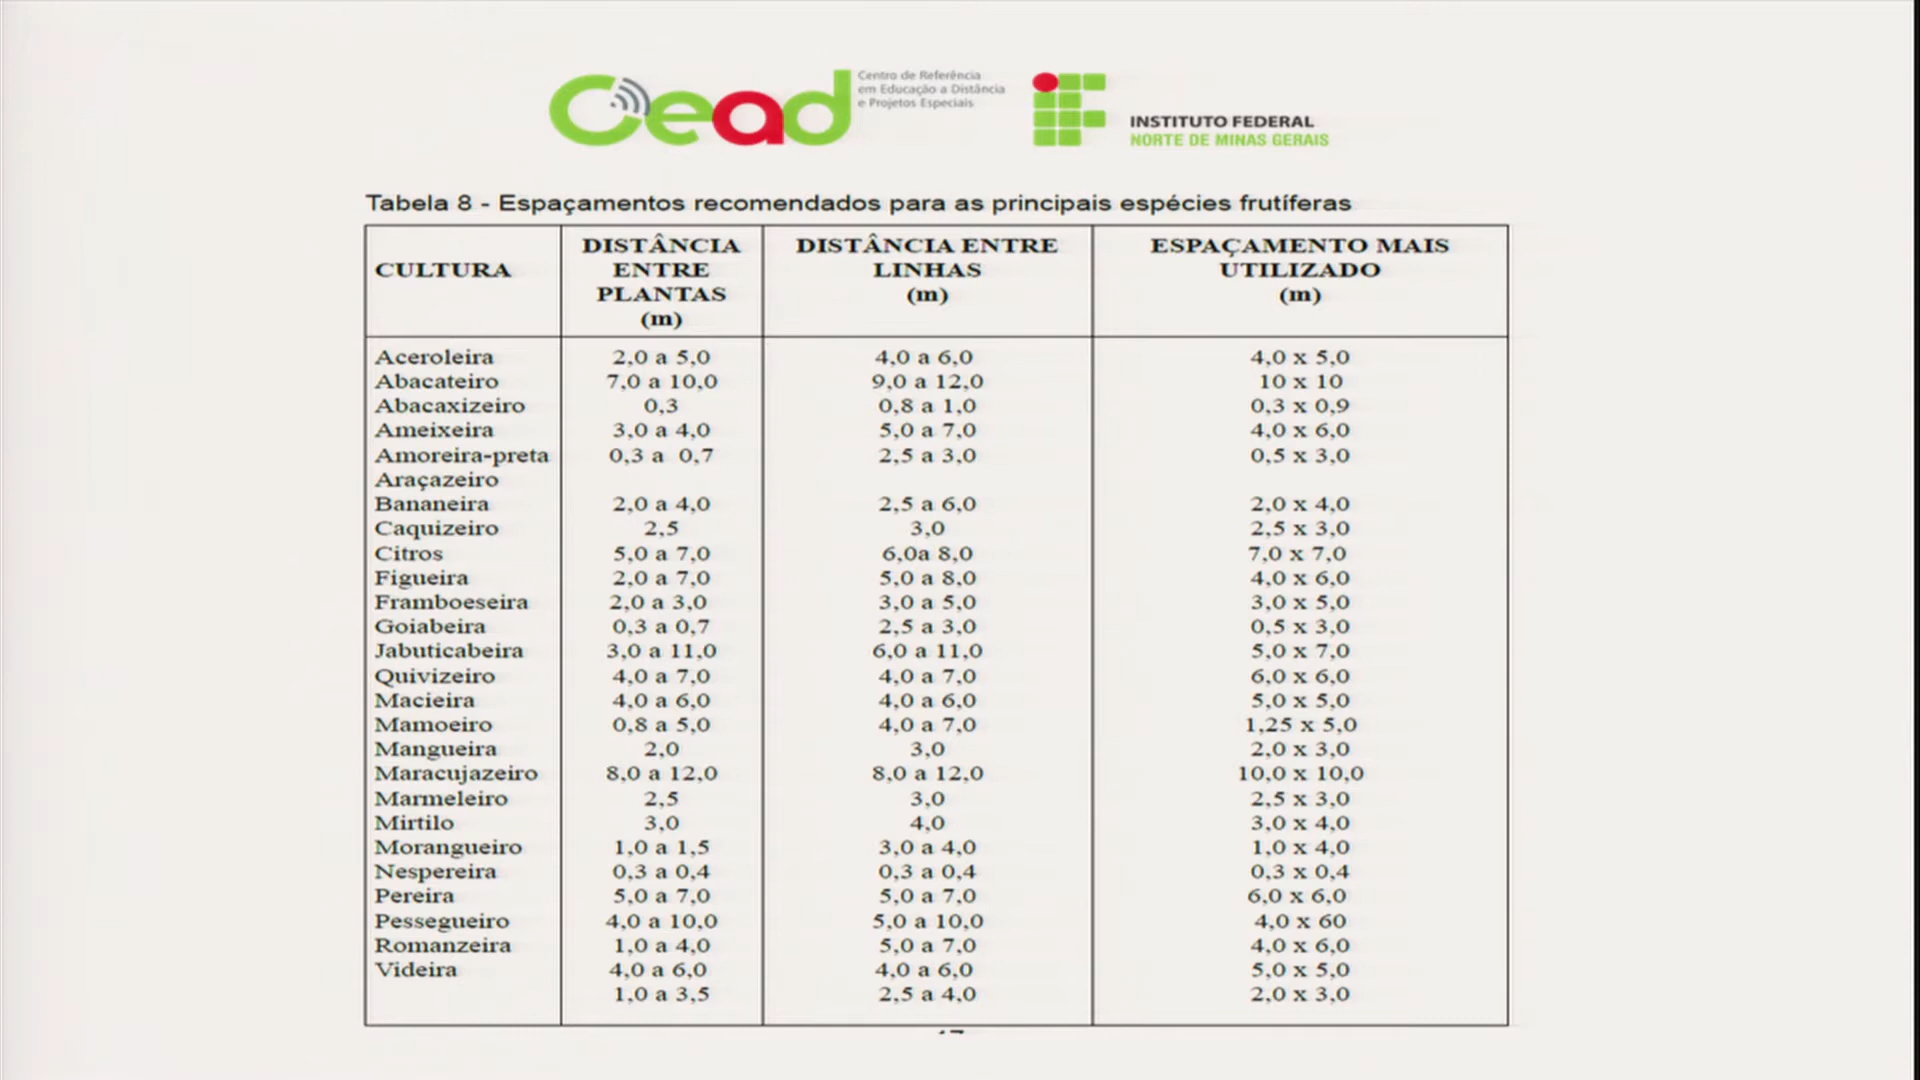 Cead
Centro de Referência
em Educação a Distância
e Projetos Especiais
INSTITUTO FEDERAL
NORTE DE MINAS GERAIS
Tabela 8 - Espaçamentos recomendados para as principais espécies frutíferas
CULTURA DISTÂNCIA ENTRE PLANTAS (m) DISTÂNCIA ENTRE LINHAS (m) ESPAÇAMENTO MAIS UTILIZADO (m)
Aceroleira 2,0 a 5,0 4,0 a 6,0 4,0 x 5,0
Abacateiro 7,0 a 10,0 9,0 a 12,0 10 x 10
Abacaxizeiro 0,3 0,8 a 1,0 0,3 x 0,9
Ameixeira 3,0 a 4,0 5,0 a 7,0 4,0 x 6,0
Amoreira-preta 0,3 a 0,7 2,5 a 3,0 0,5 x 3,0
Araçazeiro
Bananeira 2,0 a 4,0 2,5 a 6,0 2,0 x 4,0
Caquizeiro 2,5 3,0 2,5 x 3,0
Citros 5,0 a 7,0 6,0a 8,0 7,0 x 7,0
Figueira 2,0 a 7,0 5,0 a 8,0 4,0 x 6,0
Framboeseira 2,0 a 3,0 3,0 a 5,0 3,0 x 5,0
Goiabeira 0,3 a 0,7 2,5 a 3,0 0,5 x 3,0
Jabuticabeira 3,0 a 11,0 6,0 a 11,0 5,0 x 7,0
Quivizeiro 4,0 a 7,0 4,0 a 7,0 6,0 x 6,0
Macieira 4,0 a 6,0 4,0 a 6,0 5,0 x 5,0
Mamoeiro 0,8 a 5,0 4,0 a 7,0 1,25 x 5,0
Mangueira 2,0 3,0 2,0 x 3,0
Maracujazeiro 8,0 a 12,0 8,0 a 12,0 10,0 x 10,0
Marmeleiro 2,5 3,0 2,5 x 3,0
Mirtilo 3,0 4,0 3,0 x 4,0
Morangueiro 1,0 a 1,5 3,0 a 4,0 1,0 x 4,0
Nespereira 0,3 a 0,4 0,3 a 0,4 0,3 x 0,4
Pereira 5,0 a 7,0 5,0 a 7,0 6,0 x 6,0
Pessegueiro 4,0 a 10,0 5,0 a 10,0 4,0 x 60
Romanzeira 1,0 a 4,0 5,0 a 7,0 4,0 x 6,0
Videira 4,0 a 6,0 4,0 a 6,0 5,0 x 5,0
1,0 a 3,5 2,5 a 4,0 2,0 x 3,0